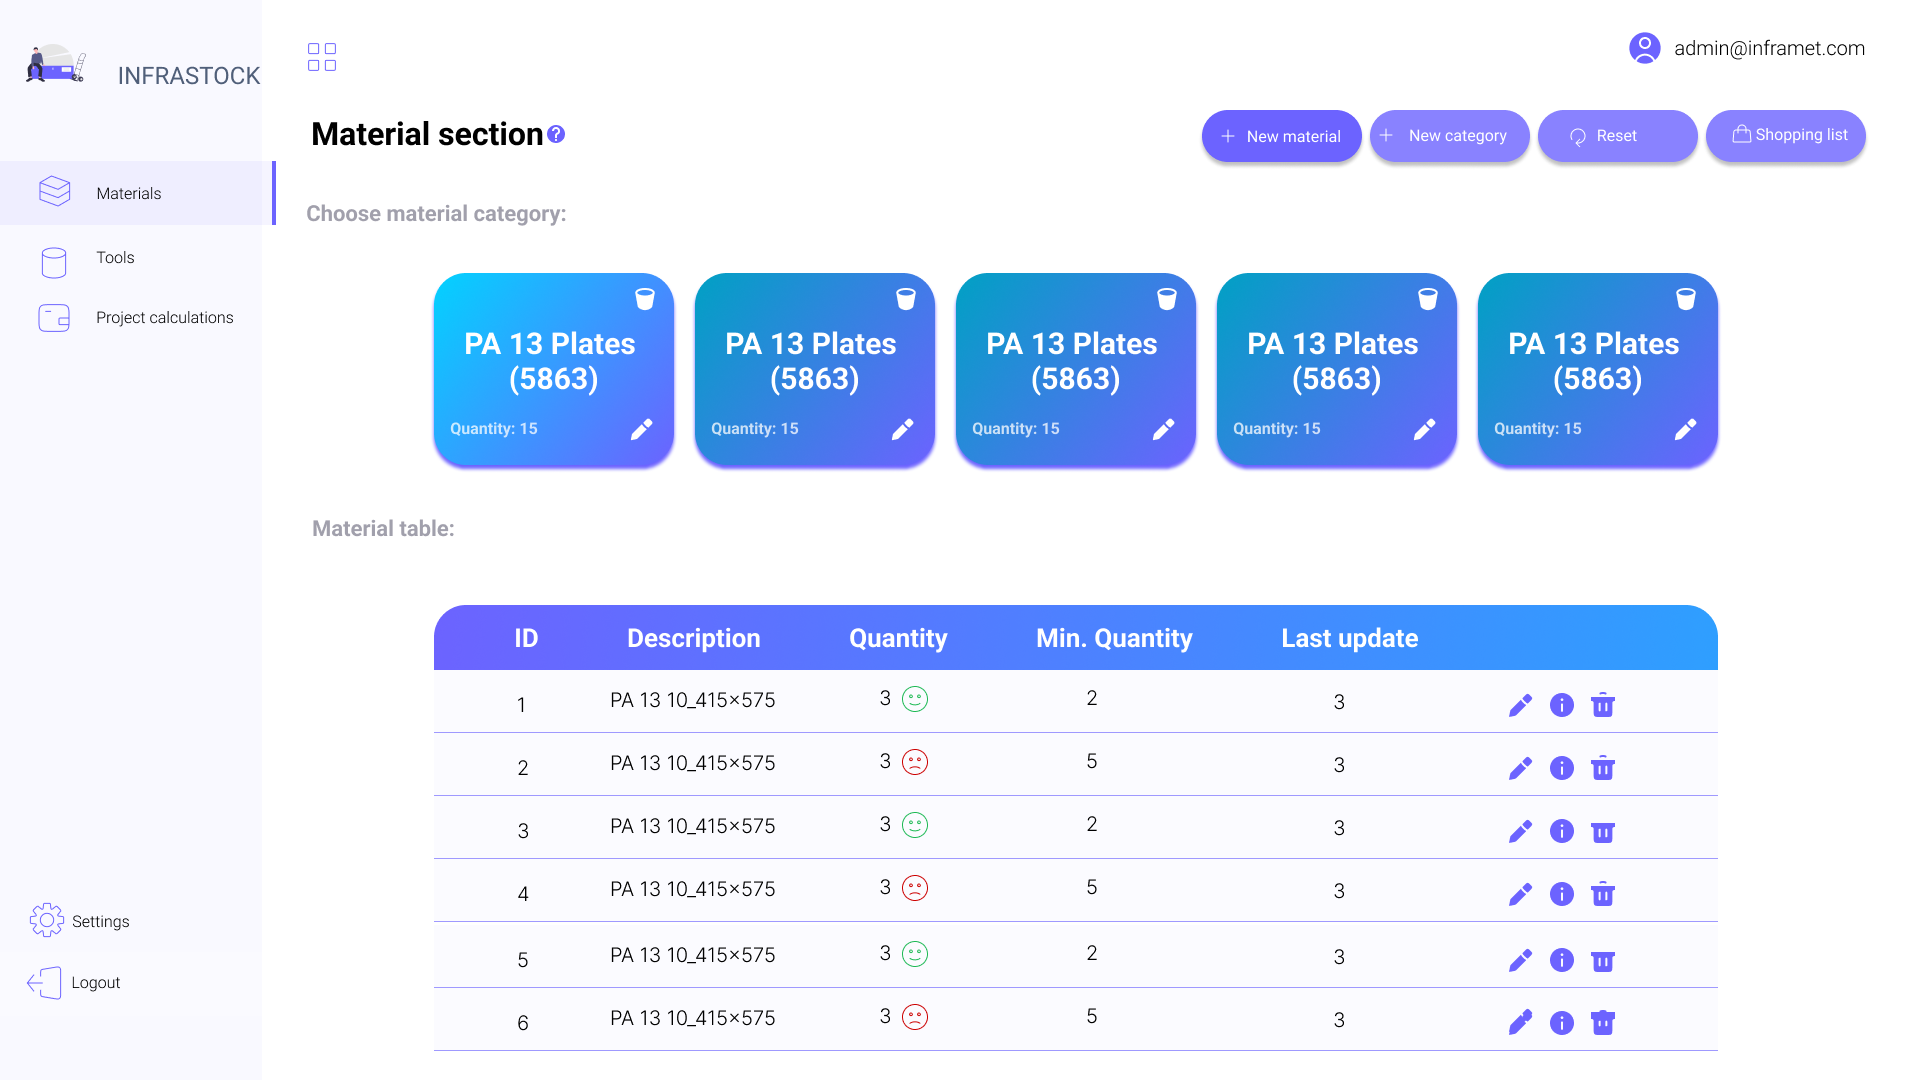 INFRASTOCK
admin@inframet.com
Material section
?
New material
New category
Reset
Shopping list
Materials
Tools
Project calculations
Choose material category:
PA 13 Plates
(5863)
Quantity: 15
PA 13 Plates
(5863)
Quantity: 15
PA 13 Plates
(5863)
Quantity: 15
PA 13 Plates
(5863)
Quantity: 15
PA 13 Plates
(5863)
Quantity: 15
Material table:
ID Description Quantity Min. Quantity Last update
1 PA 13 10_415×575 3 2 3
2 PA 13 10_415×575 3 5 3
3 PA 13 10_415×575 3 2 3
4 PA 13 10_415×575 3 5 3
5 PA 13 10_415×575 3 2 3
6 PA 13 10_415×575 3 5 3
Settings
Logout